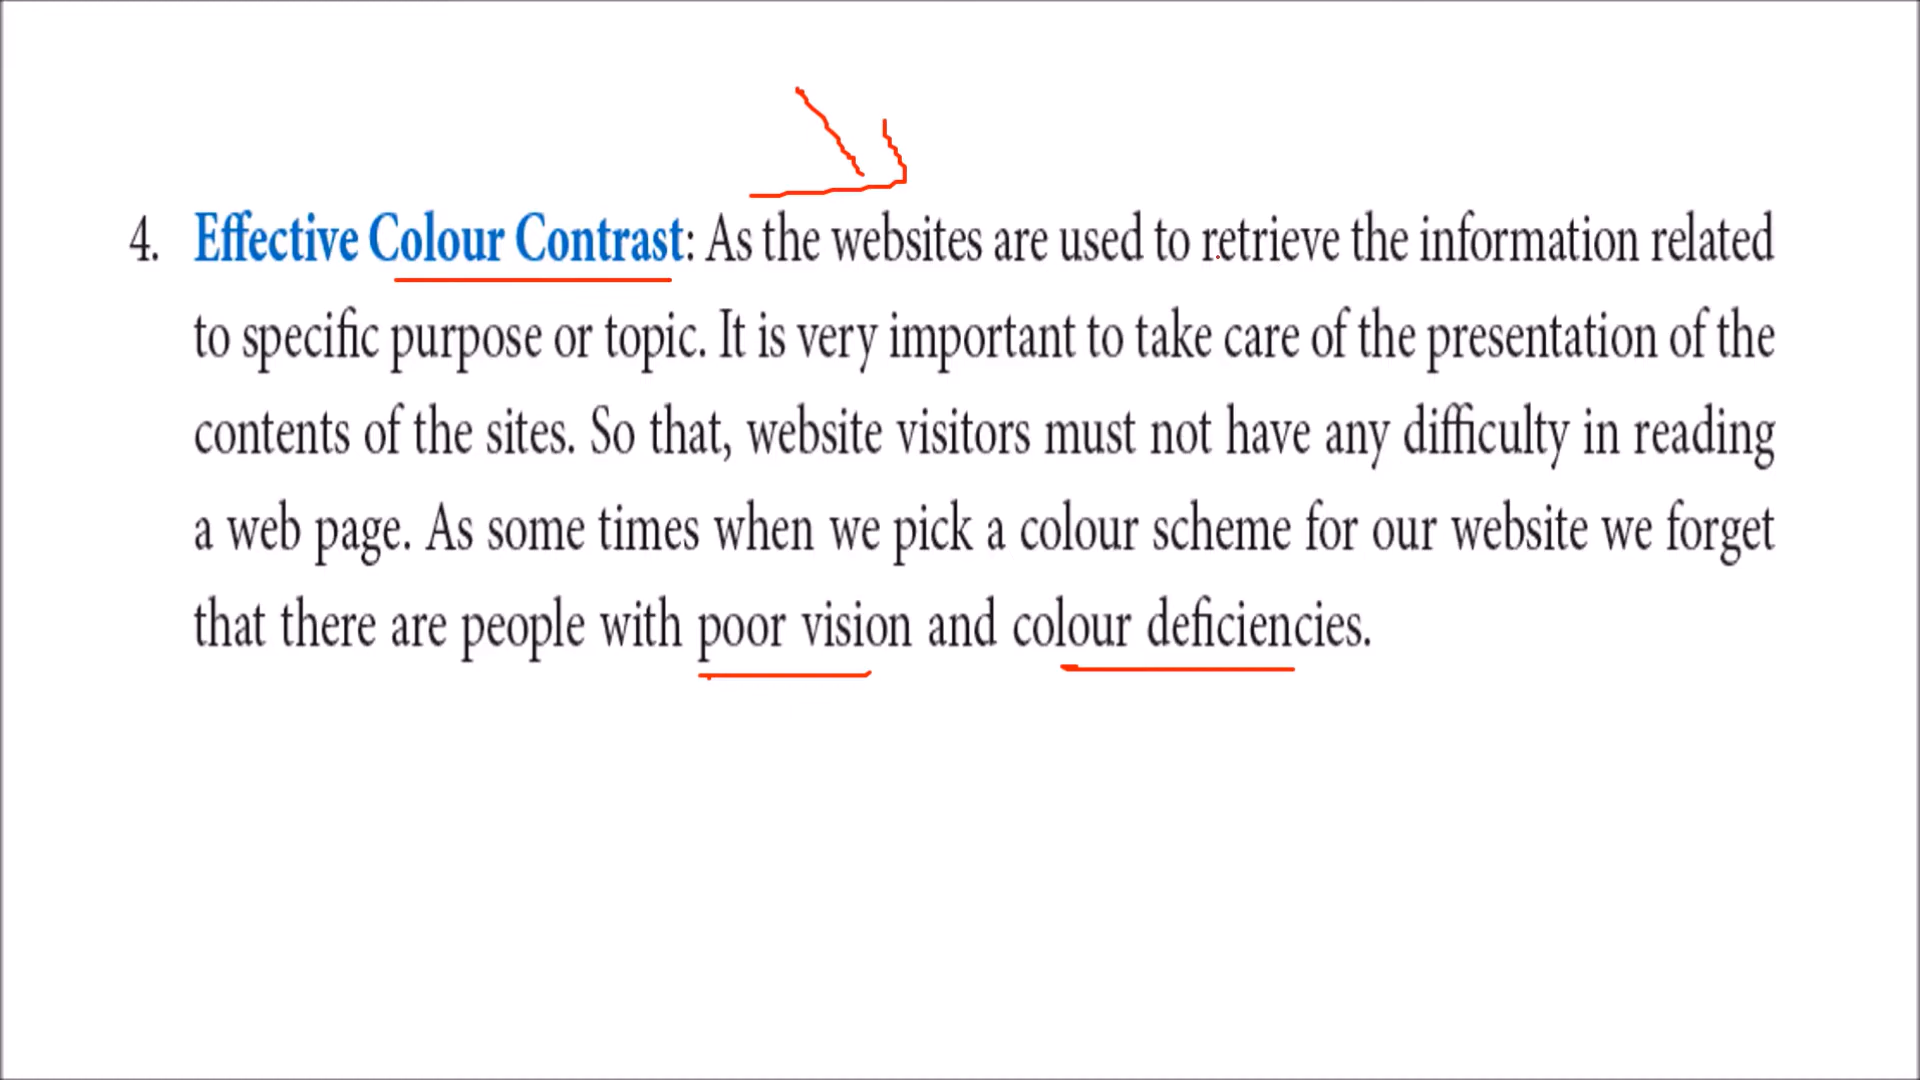 4. Effective Colour Contrast: As the websites are used to retrieve the information related
to specific purpose or topic. It is very important to take care of the presentation of the
contents of the sites. So that, website visitors must not have any difficulty in reading
a web page. As some times when we pick a colour scheme for our website we forget
that there are people with poor vision and colour deficiencies.